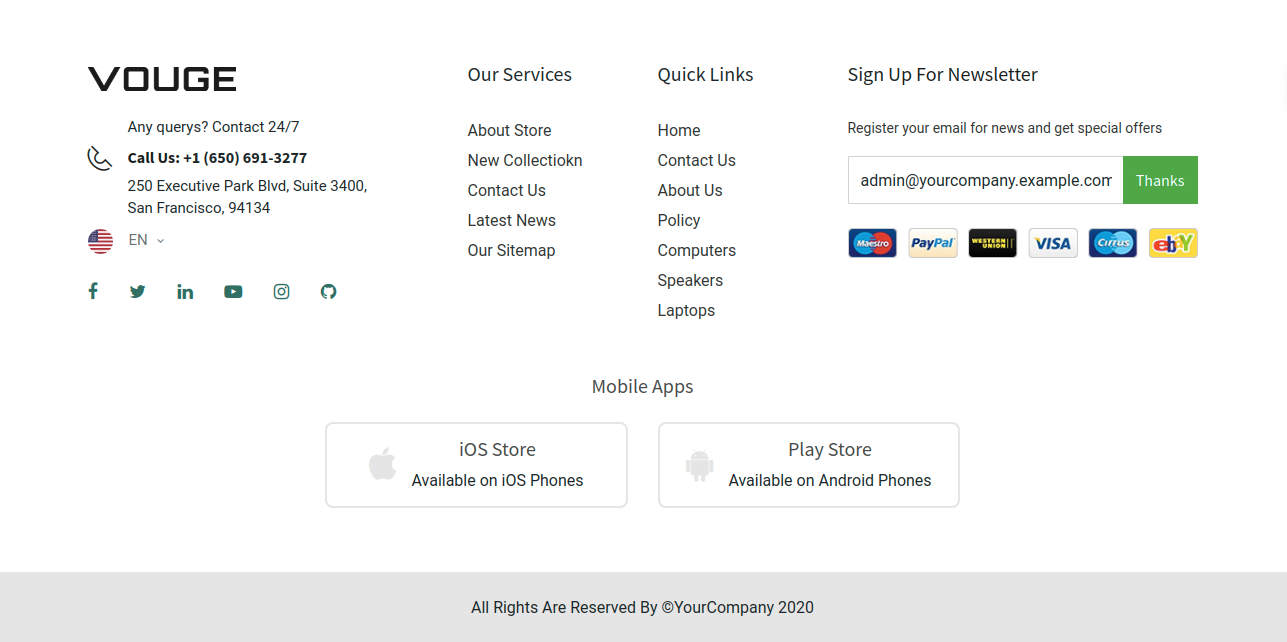 VOUGE
Any querys? Contact 24/7
Call Us: +1 (650) 691-3277
250 Executive Park Blvd, Suite 3400,
San Francisco, 94134
EN
Our Services
About Store
New Collectiokn
Contact Us
Latest News
Our Sitemap
Quick Links
Home
Contact Us
About Us
Policy
Computers
Speakers
Laptops
Sign Up For Newsletter
Register your email for news and get special offers
admin@yourcompany.example.com
Thanks
Maestro
PayPal
WESTERN
UNION
VISA
Cirrus
ebY
Mobile Apps
iOS Store
Available on iOS Phones
Play Store
Available on Android Phones
All Rights Are Reserved By ©YourCompany 2020